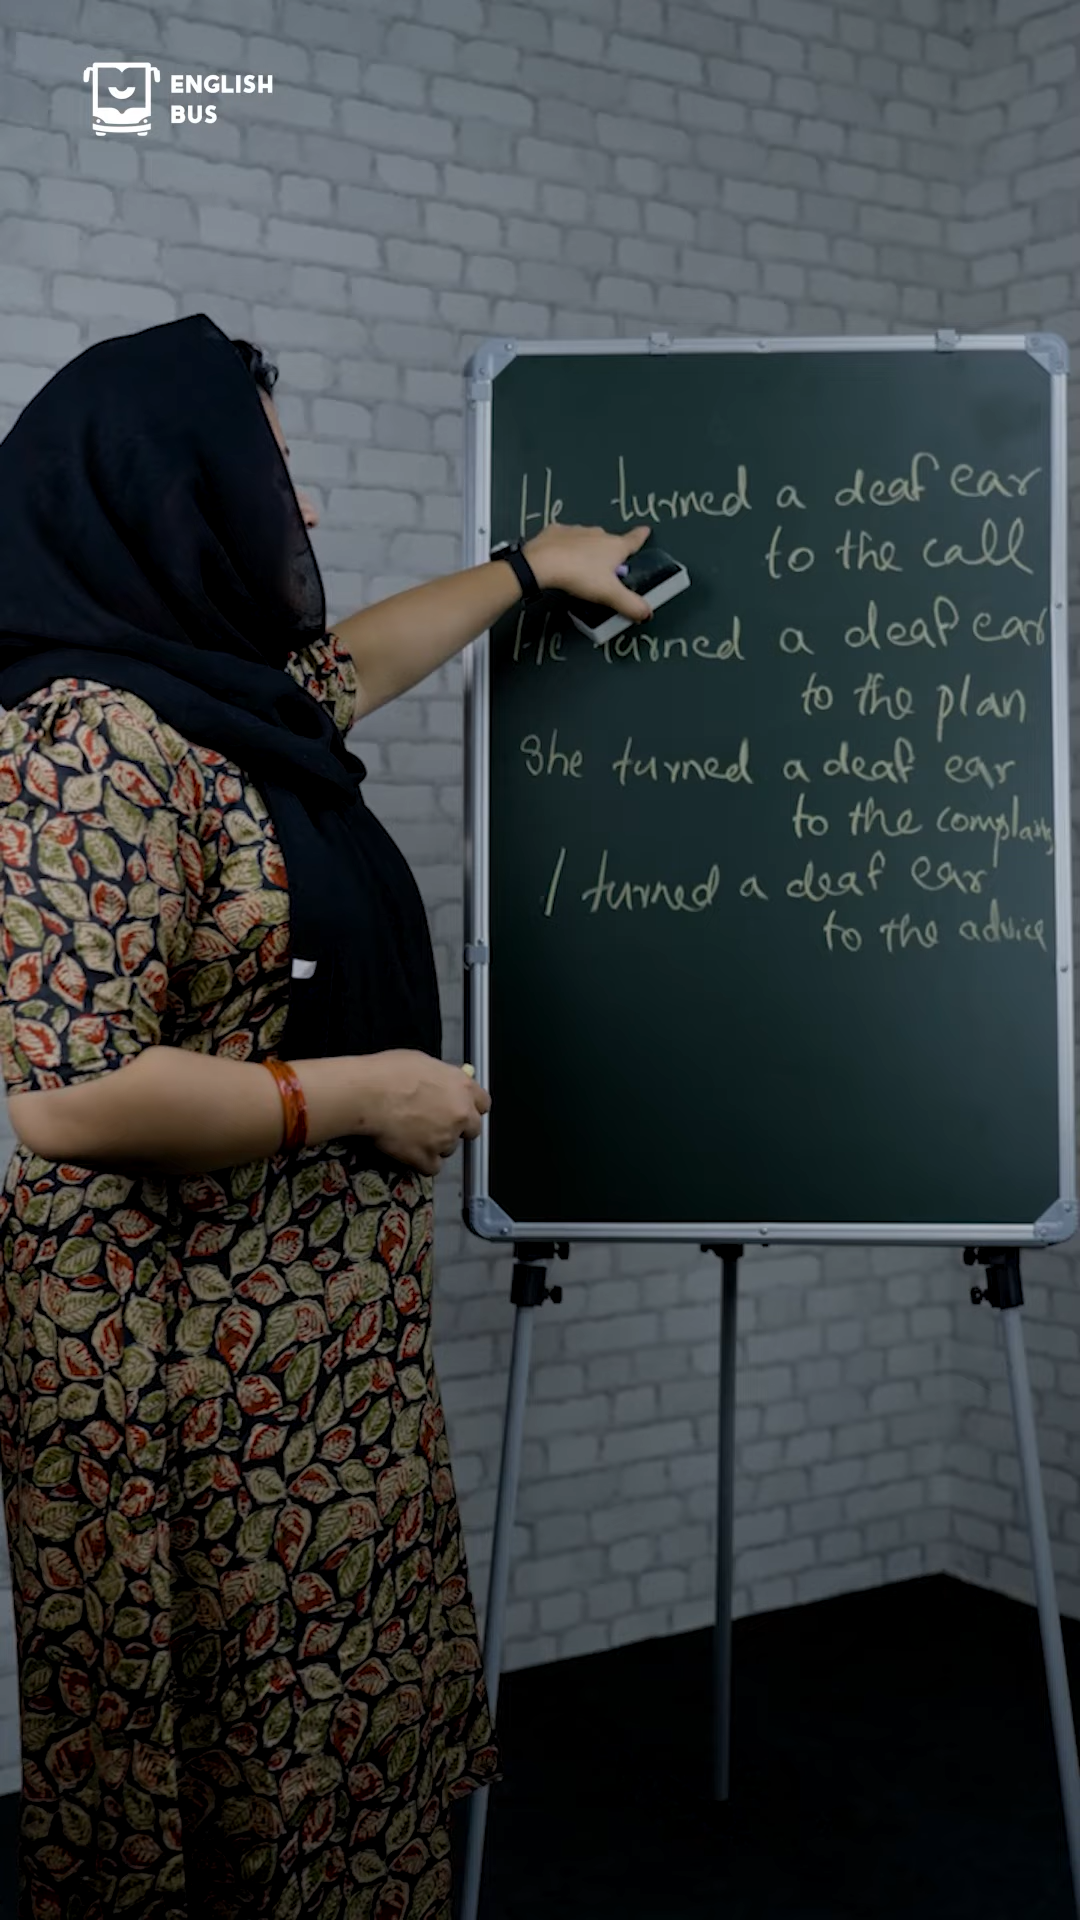 ENGLISH
BUS
He turned a deaf ear
to the call
He turned a deaf ear
to the plan
She turned a deaf ear
to the complaints
I turned a deaf ear
to the advice